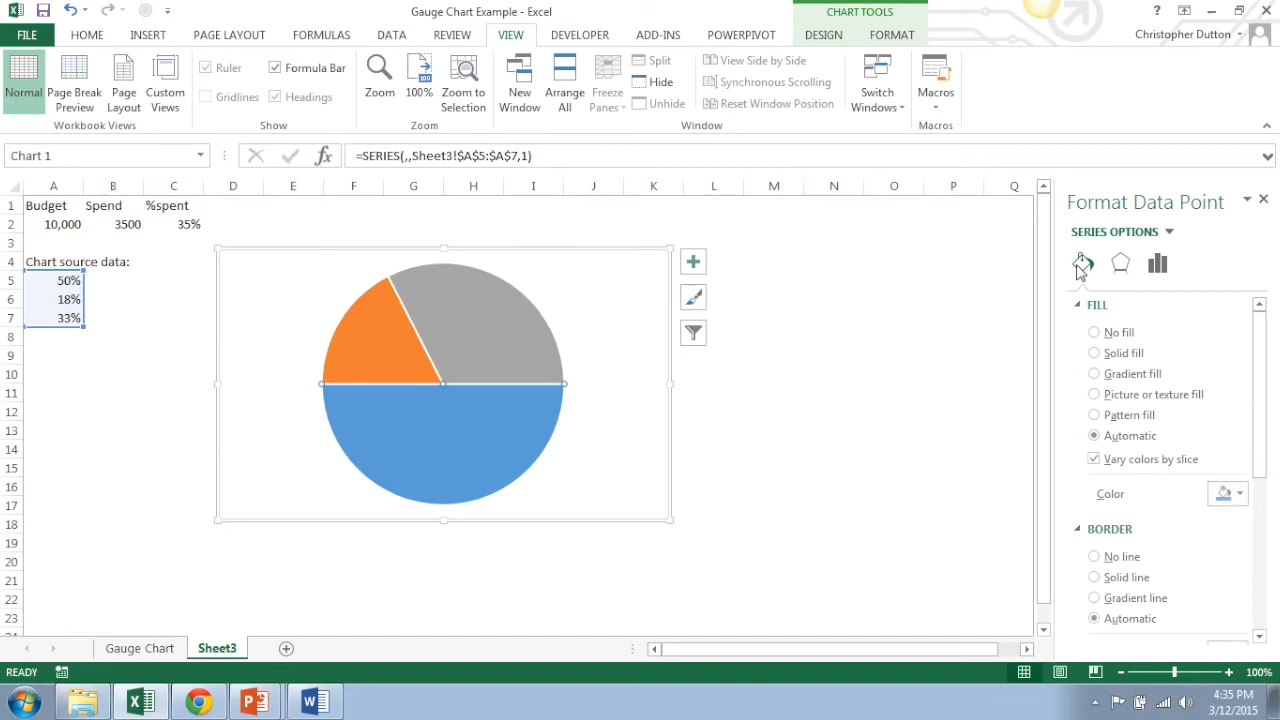 Gauge Chart Example - Excel
CHART TOOLS
?
FILE HOME INSERT PAGE LAYOUT FORMULAS DATA REVIEW VIEW DEVELOPER ADD-INS POWERPIVOT DESIGN FORMAT Christopher Dutton
Normal
Page Break Preview
Page Layout
Custom Views
Workbook Views
Ruler
Formula Bar
Gridlines
Headings
Show
Zoom
100%
Zoom to Selection
Zoom
New Window
Arrange All
Freeze Panes
Split
Hide
Unhide
View Side by Side
Synchronous Scrolling
Reset Window Position
Switch Windows
Window
Macros
Macros
Chart 1
fx
=SERIES(,,Sheet3!$A$5:$A$7,1)
A B C D E F G H I J K L M N O P Q
1 Budget Spend %spent
2 10,000 3500 35%
3
4 Chart source data:
5 50%
6 18%
7 33%
8
9
10
11
12
13
14
15
16
17
18
19
20
21
22
23
Format Data Point
SERIES OPTIONS
FILL
No fill
Solid fill
Gradient fill
Picture or texture fill
Pattern fill
Automatic
Vary colors by slice
Color
BORDER
No line
Solid line
Gradient line
Automatic
Gauge Chart Sheet3
READY
100%
4:35 PM
3/12/2015